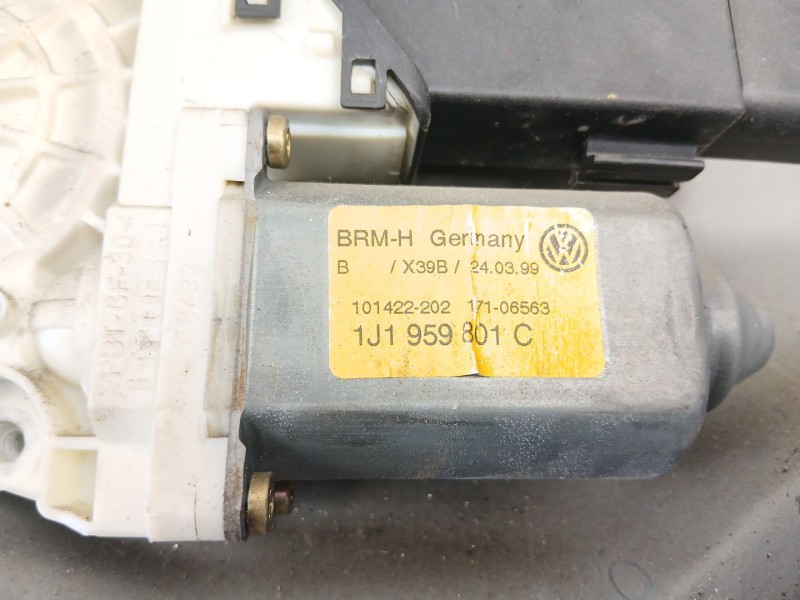 BRM-H Germany
B / X39B / 24.03.99
101422-202 171-06563
1J1 959 801 C